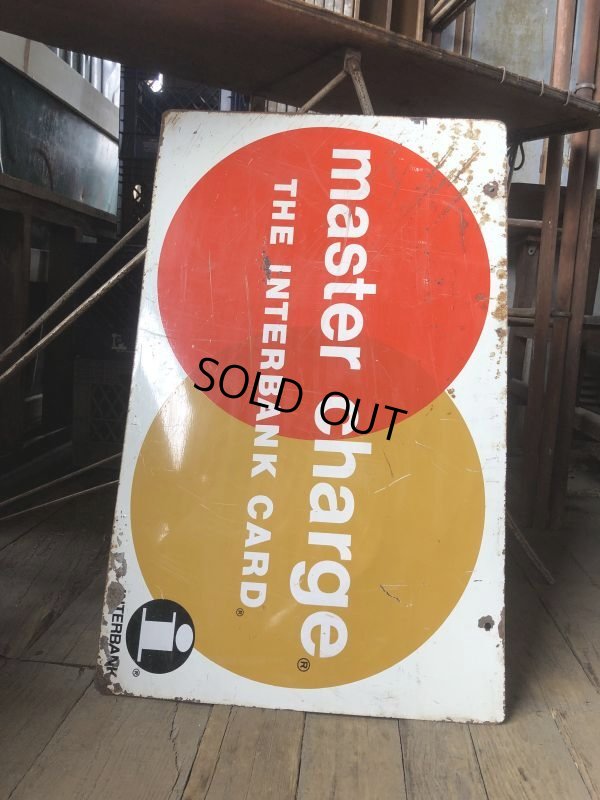 master charge®
THE INTERBANK CARD®
i
INTERBANK®
SOLD OUT